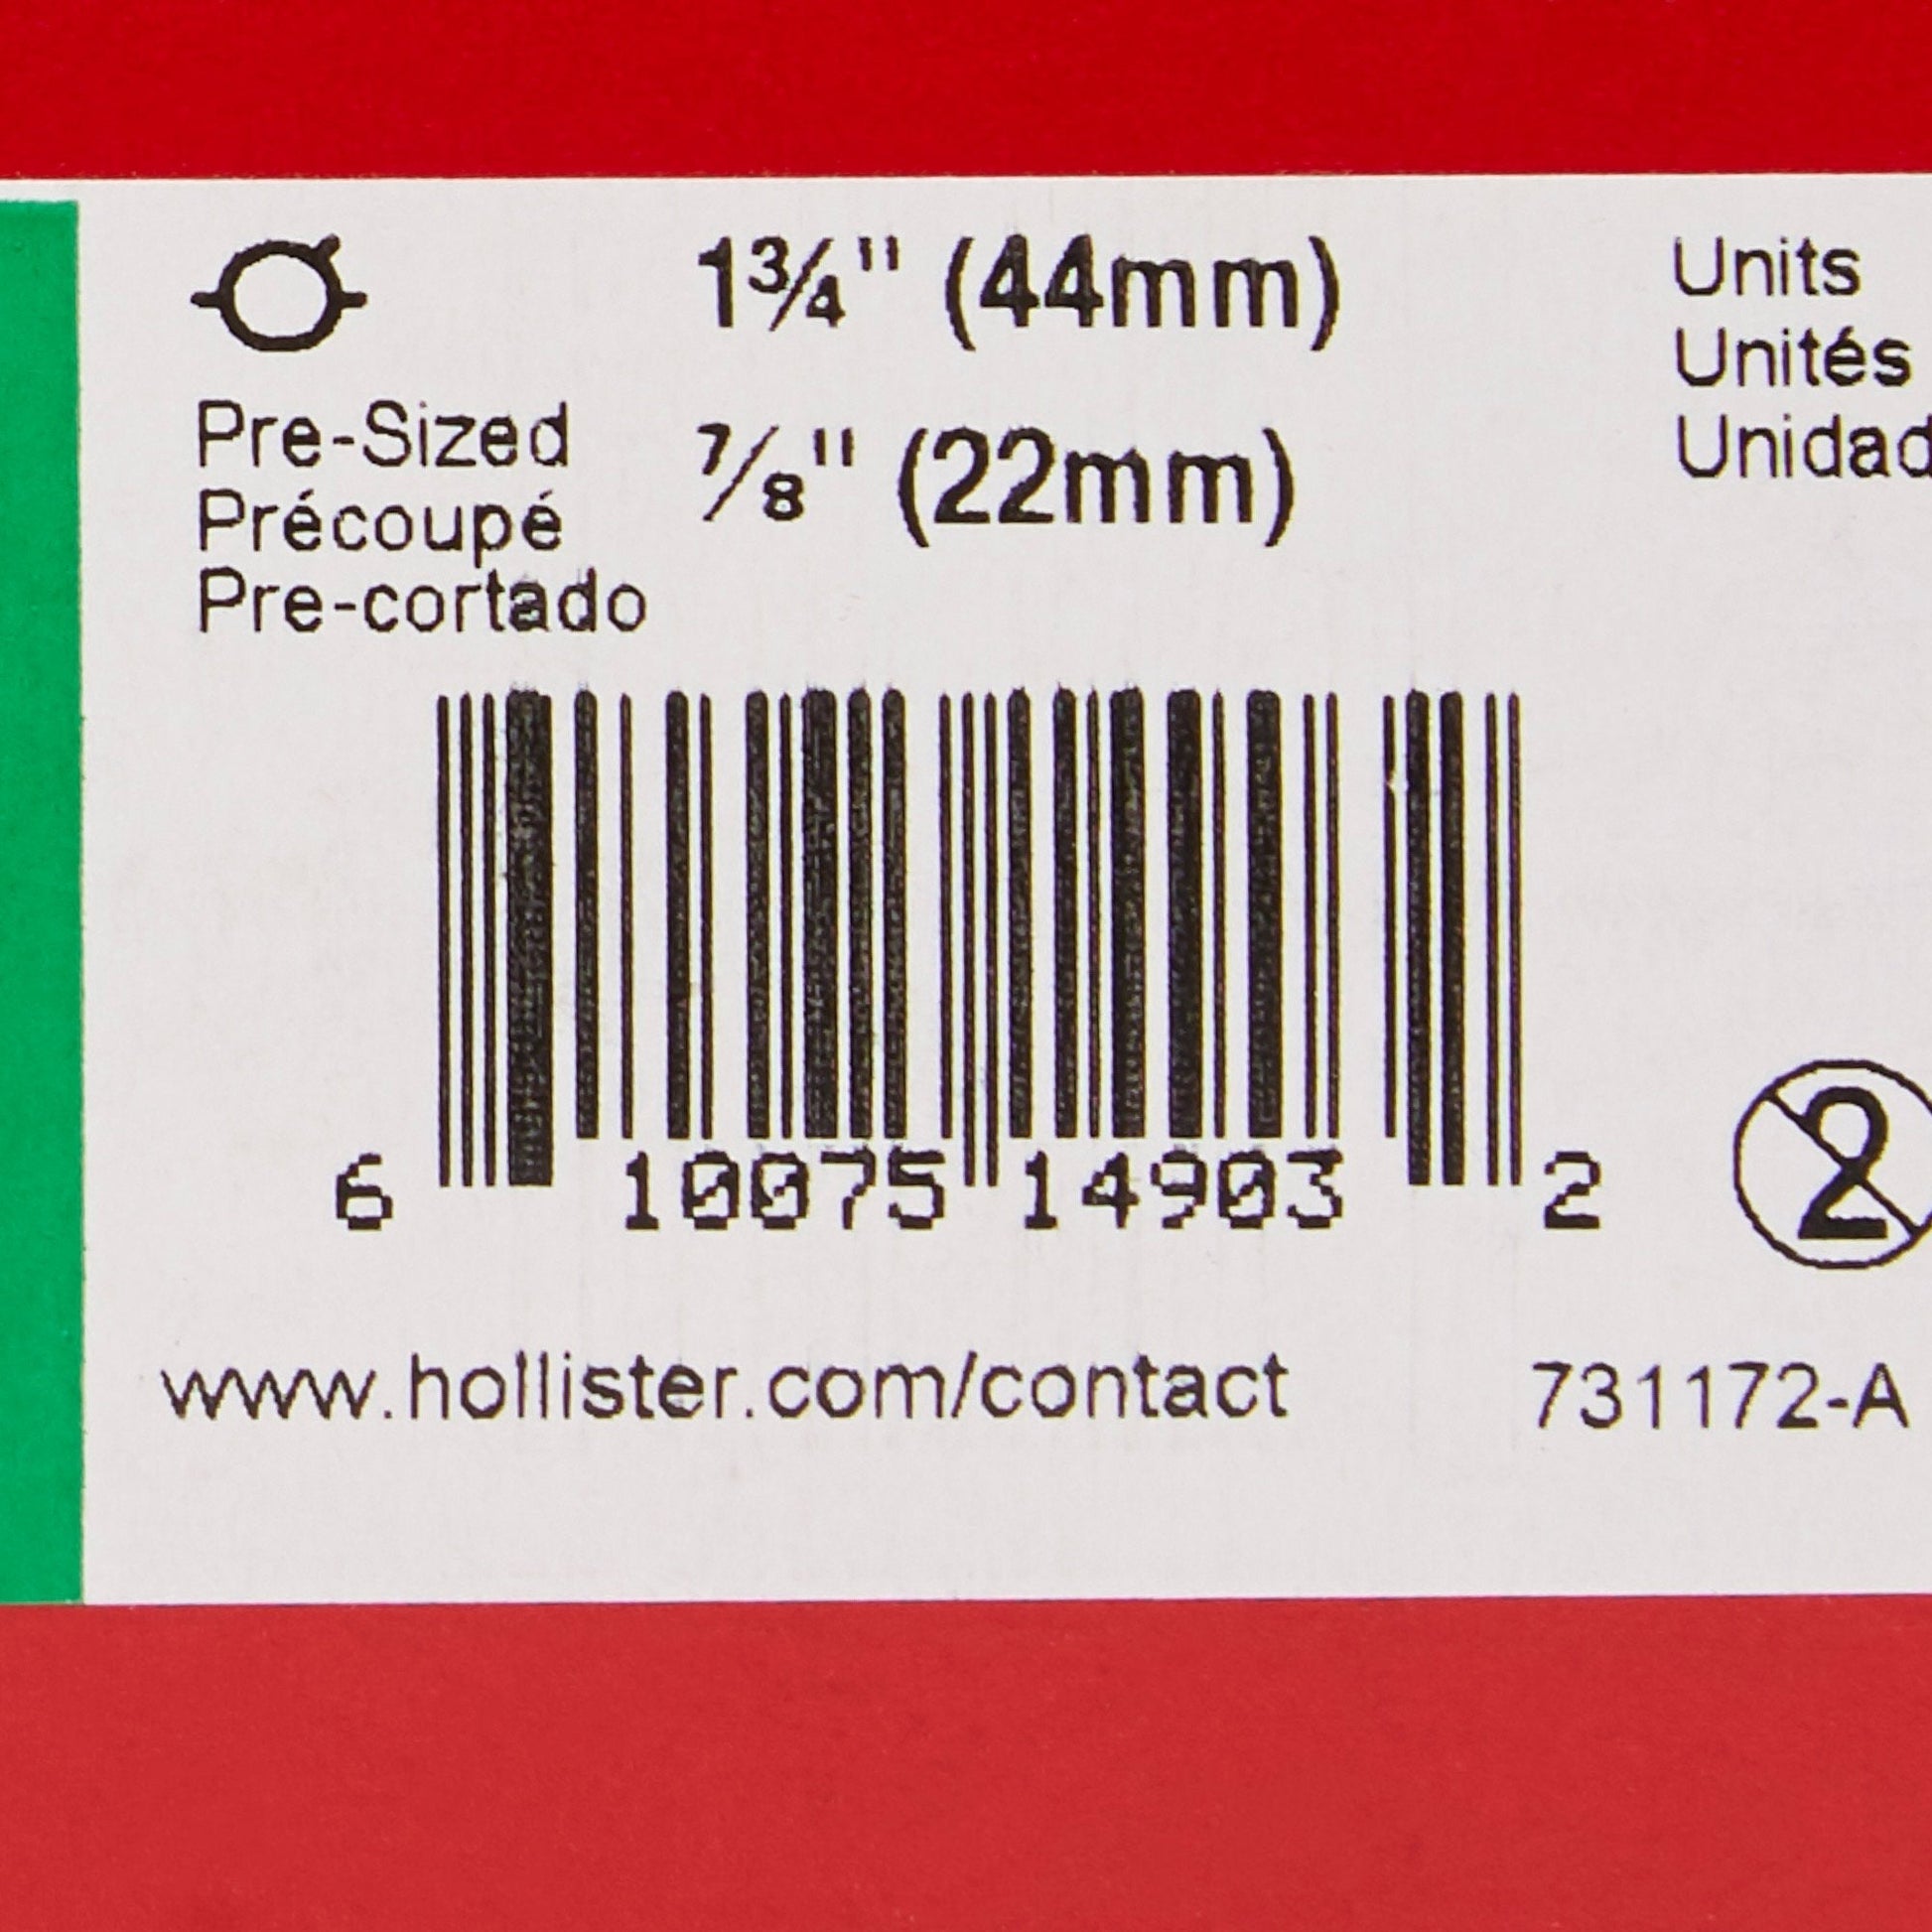 1¾" (44mm)
Units
Unités
Pre-Sized
Précoupé
Pre-cortado
⅞" (22mm)
6 10075 14903 2
2
www.hollister.com/contact
731172-A